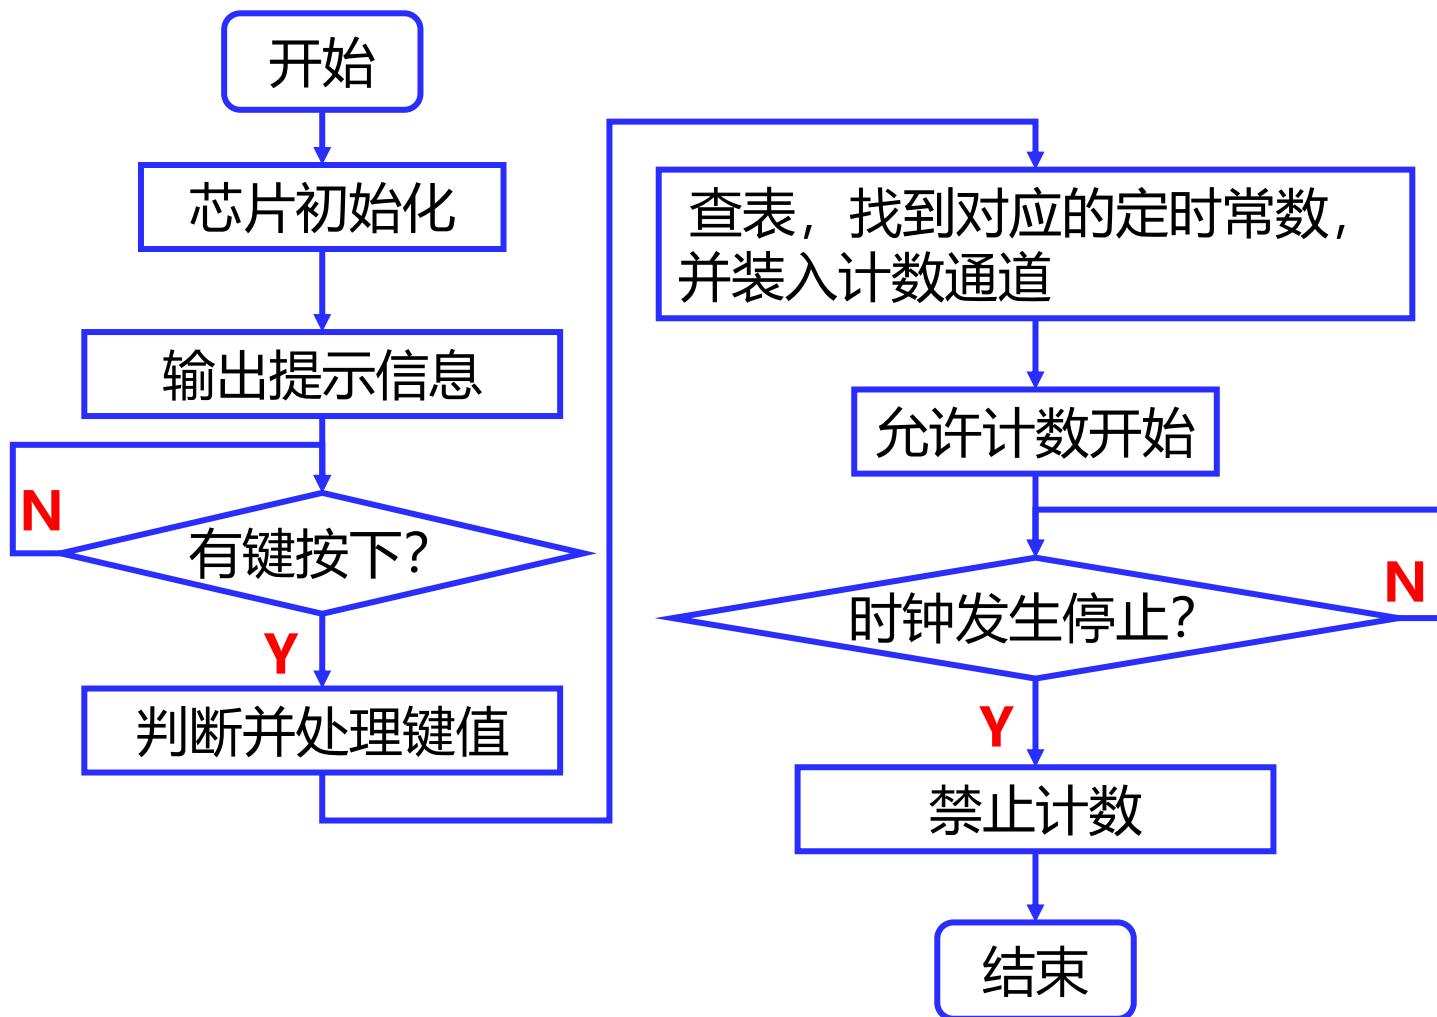 开始
芯片初始化
输出提示信息
N
有键按下？
Y
判断并处理键值
查表，找到对应的定时常数，
并装入计数通道
允许计数开始
N
时钟发生停止？
Y
禁止计数
结束